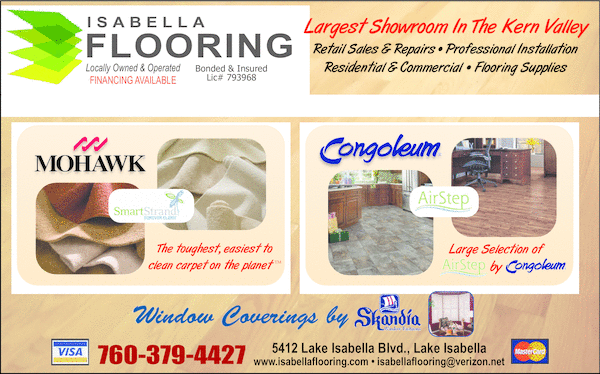 ISABELLA
FLOORING
Locally Owned & Operated
Bonded & Insured
Lic# 793968
FINANCING AVAILABLE
Largest Showroom In The Kern Valley
Retail Sales & Repairs • Professional Installation
Residential & Commercial • Flooring Supplies
MOHAWK
SmartStrand
The toughest, easiest to
clean carpet on the planet™
Congoleum
AirStep
Large Selection of
AirStep by Congoleum
Window Coverings by Skandia
VISA
760-379-4427
5412 Lake Isabella Blvd., Lake Isabella
www.isabellaflooring.com • isabellaflooring@verizon.net
MasterCard